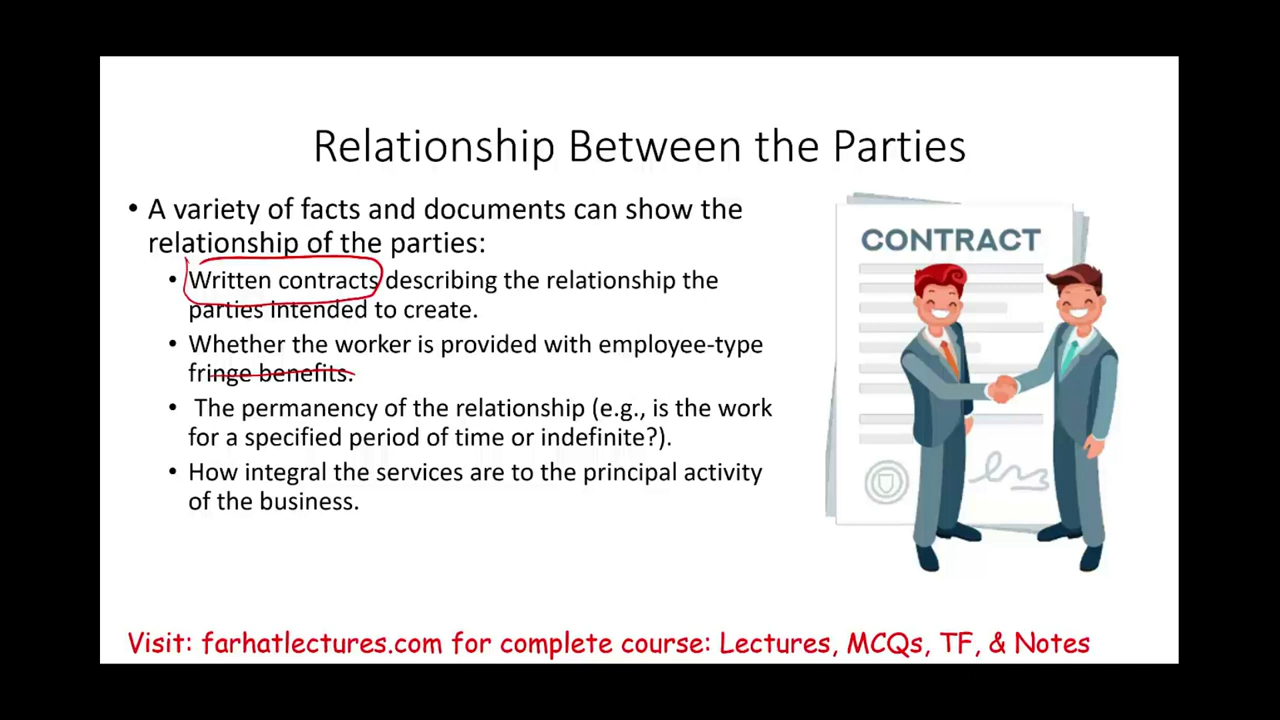 Relationship Between the Parties
• A variety of facts and documents can show the
relationship of the parties:
• Written contracts describing the relationship the
parties intended to create.
• Whether the worker is provided with employee-type
fringe benefits.
• The permanency of the relationship (e.g., is the work
for a specified period of time or indefinite?).
• How integral the services are to the principal activity
of the business.
CONTRACT
Visit: farhatlectures.com for complete course: Lectures, MCQs, TF, & Notes